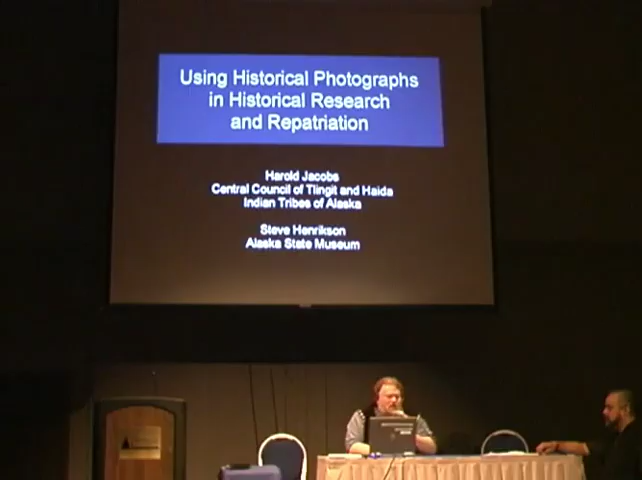 Using Historical Photographs
in Historical Research
and Repatriation
Harold Jacobs
Central Council of Tlingit and Haida
Indian Tribes of Alaska
Steve Henrikson
Alaska State Museum